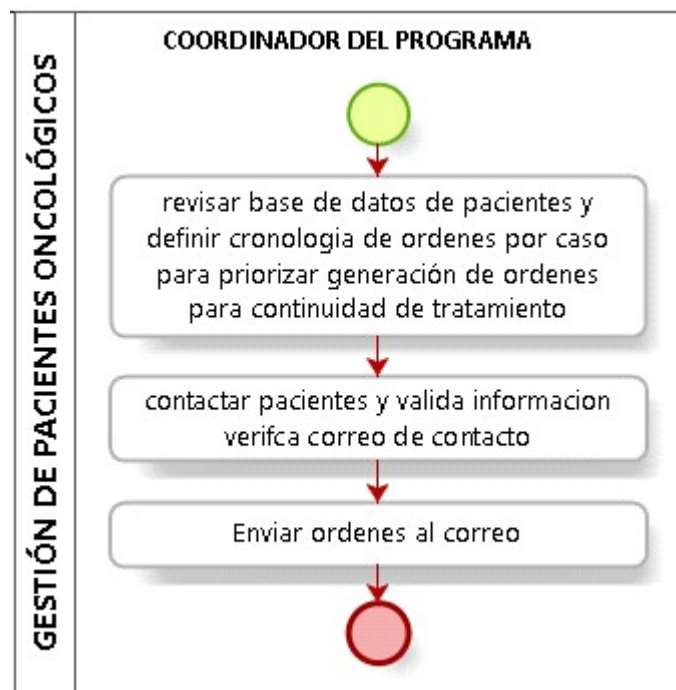 GESTIÓN DE PACIENTES ONCOLÓGICOS
COORDINADOR DEL PROGRAMA
revisar base de datos de pacientes y
definir cronologia de ordenes por caso
para priorizar generación de ordenes
para continuidad de tratamiento
contactar pacientes y valida informacion
verifca correo de contacto
Enviar ordenes al correo